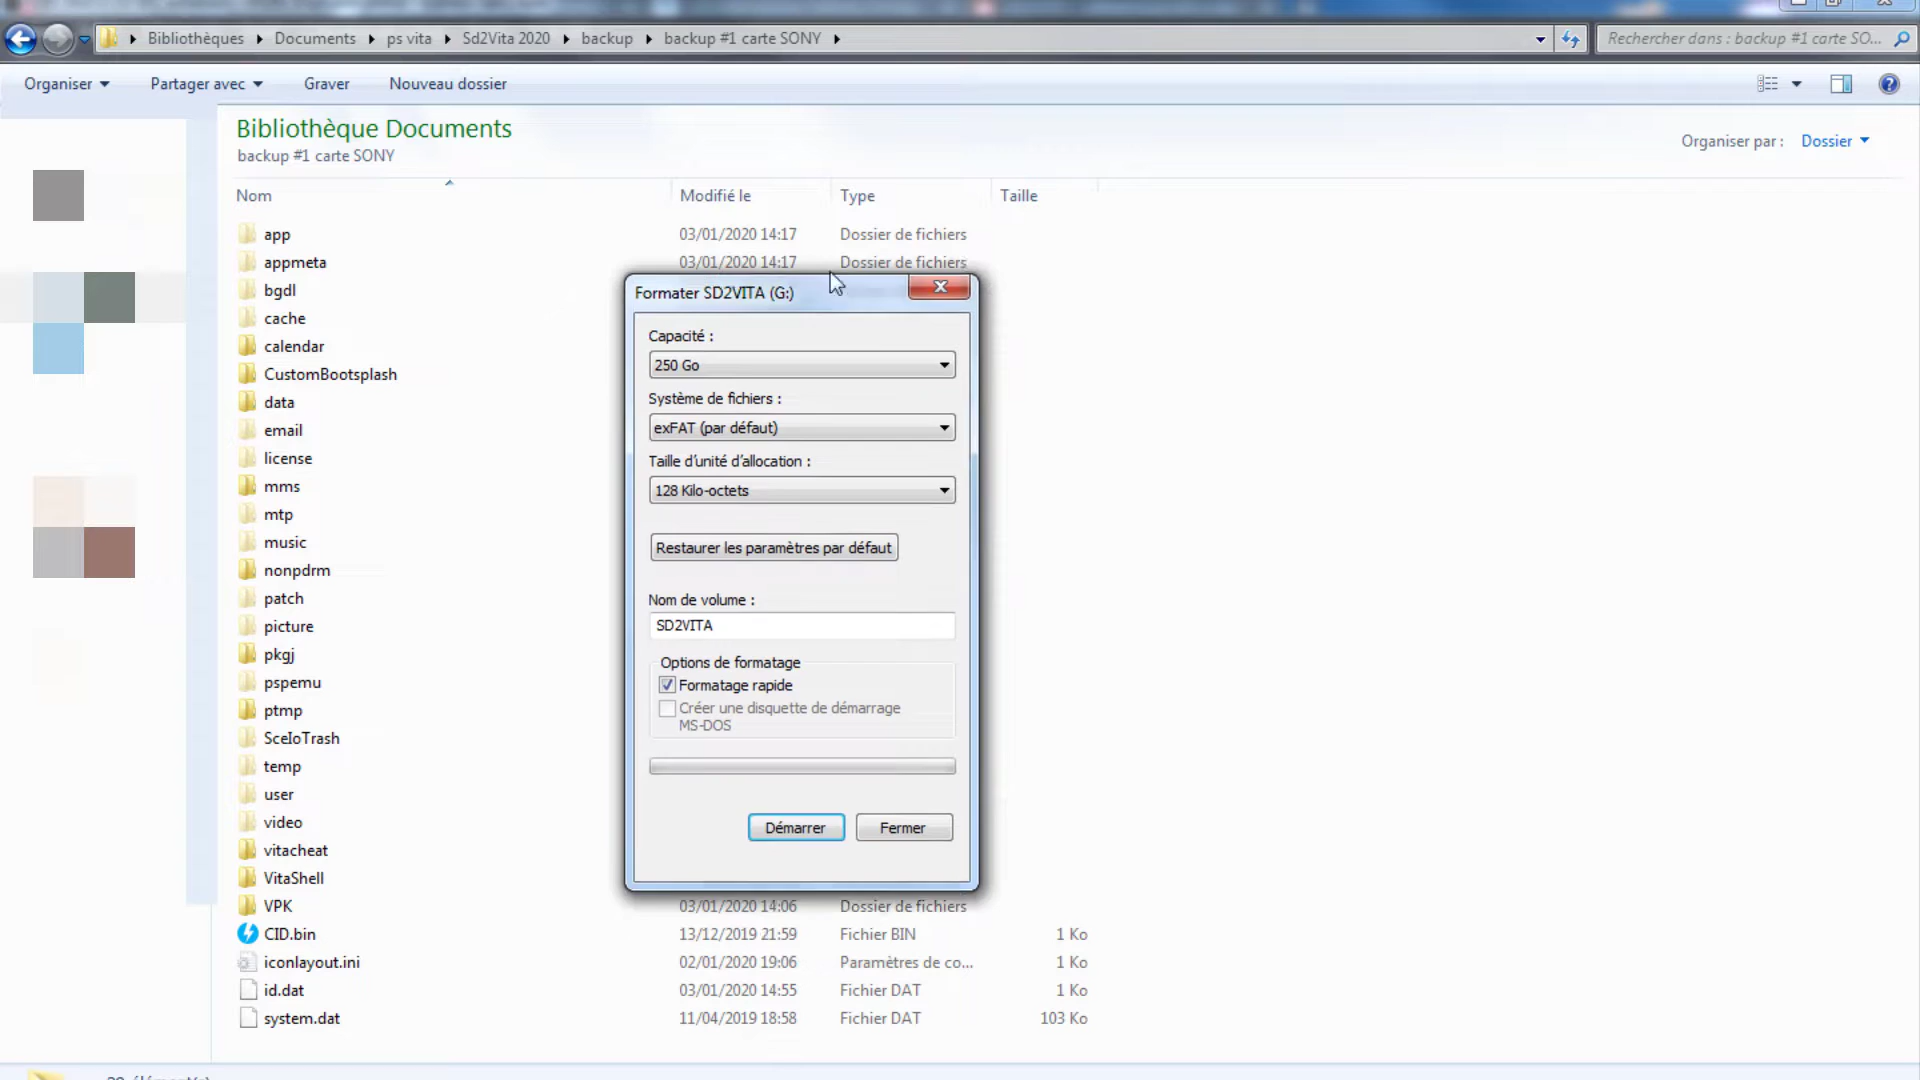 Bibliothèques Documents ps vita Sd2Vita 2020 backup backup #1 carte SONY
Rechercher dans : backup #1 carte SO...
Organiser Partager avec Graver Nouveau dossier
Bibliothèque Documents
backup #1 carte SONY
Organiser par : Dossier
Nom Modifié le Type Taille
app 03/01/2020 14:17 Dossier de fichiers
appmeta 03/01/2020 14:17 Dossier de fichiers
bgdl
cache
calendar
CustomBootsplash
data
email
license
mms
mtp
music
nonpdrm
patch
picture
pkgj
pspemu
ptmp
SceIoTrash
temp
user
video
vitacheat
VitaShell
VPK 03/01/2020 14:06 Dossier de fichiers
CID.bin 13/12/2019 21:59 Fichier BIN 1 Ko
iconlayout.ini 02/01/2020 19:06 Paramètres de co... 1 Ko
id.dat 03/01/2020 14:55 Fichier DAT 1 Ko
system.dat 11/04/2019 18:58 Fichier DAT 103 Ko
Formater SD2VITA (G:)
Capacité :
250 Go
Système de fichiers :
exFAT (par défaut)
Taille d'unité d'allocation :
128 Kilo-octets
Restaurer les paramètres par défaut
Nom de volume :
SD2VITA
Options de formatage
Formatage rapide
Créer une disquette de démarrage
MS-DOS
Démarrer Fermer